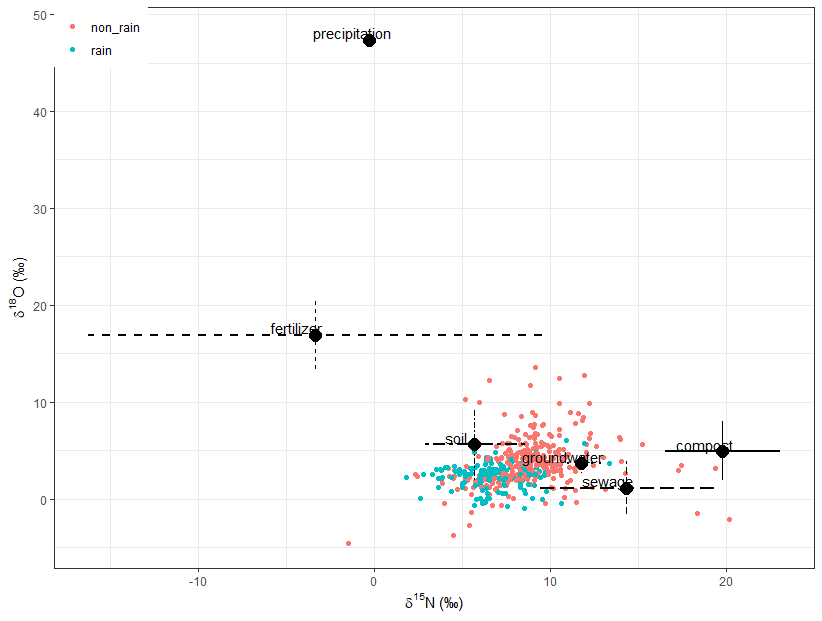 non_rain
rain
precipitation
fertilizer
soil
groundwater
sewage
compost
50
40
30
20
10
0
-10
0
10
20
δ¹⁸O (‰)
δ¹⁵N (‰)